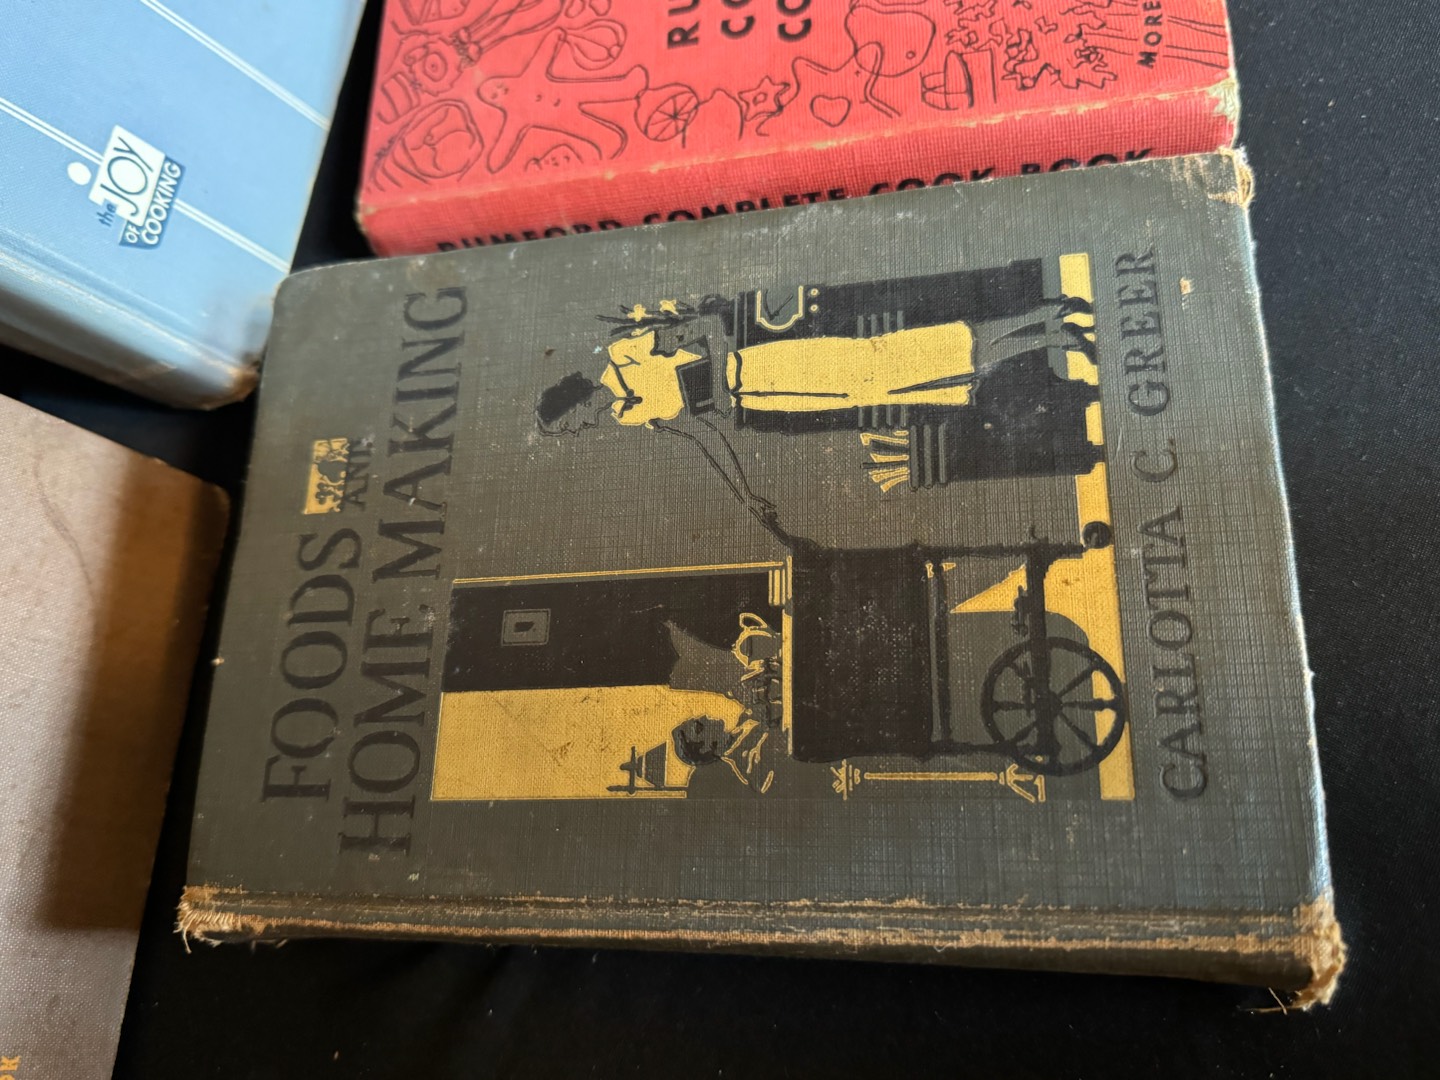 the
JOY
OF
COOKING
RUMFORD COMPLETE COOK BOOK
FOODS AND
HOME MAKING
CARLOTTA C. GREER